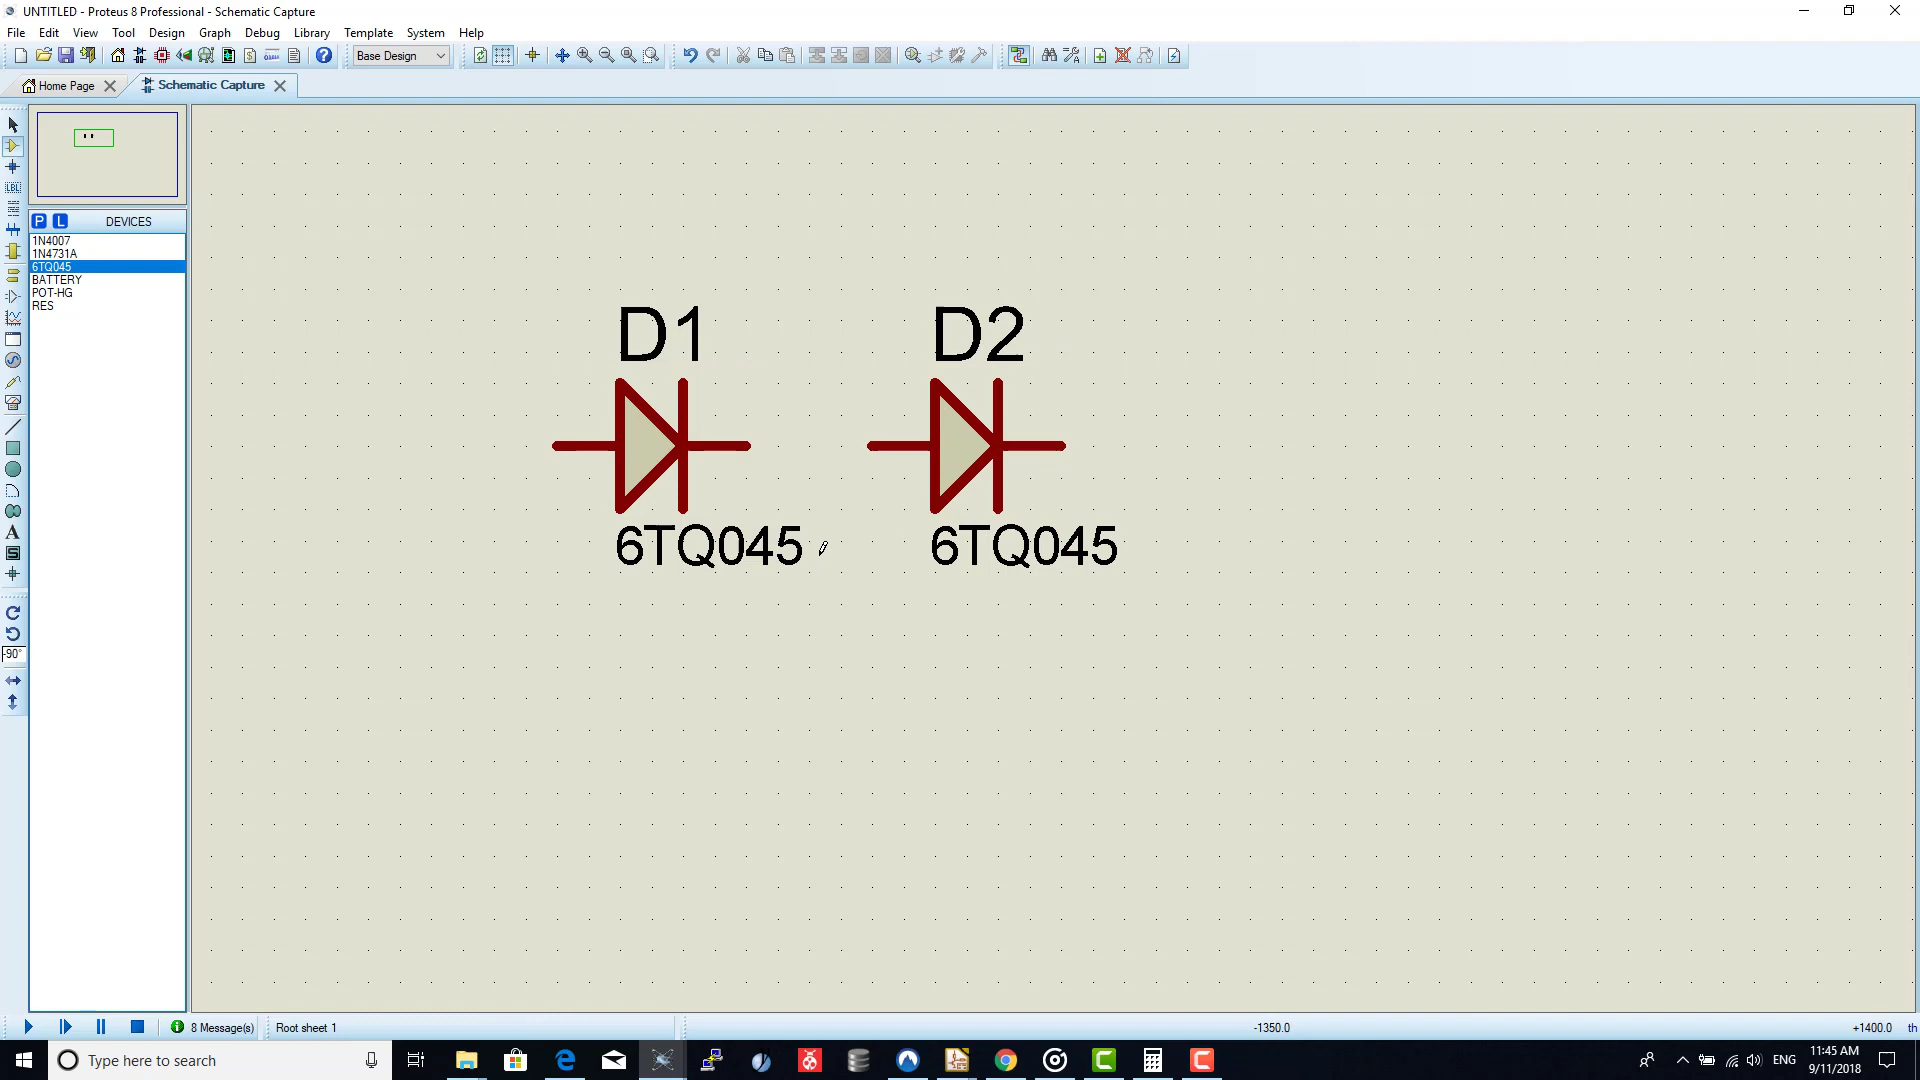 UNTITLED - Proteus 8 Professional - Schematic Capture
File Edit View Tool Design Graph Debug Library Template System Help
Base Design
Home Page
Schematic Capture
P L DEVICES
1N4007
1N4731A
6TQ045
BATTERY
POT-HG
RES
LBL
A
S
-90°
D1
D2
6TQ045
6TQ045
8 Message(s)
Root sheet 1
-1350.0
+1400.0
th
Type here to search
ENG
11:45 AM
9/11/2018